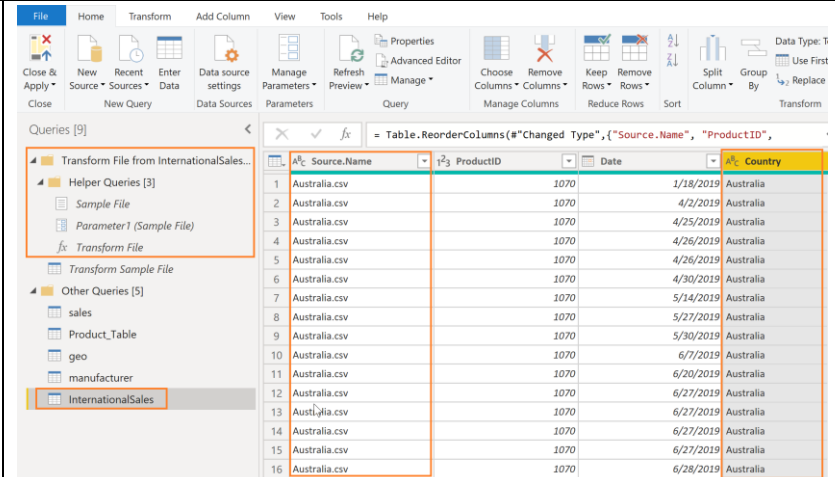 File Home Transform Add Column View Tools Help
Close & Apply
New Source
Recent Sources
Enter Data
Data source settings
Manage Parameters
Refresh Preview
Properties
Advanced Editor
Manage
Choose Columns
Remove Columns
Keep Rows
Remove Rows
Split Column
Group By
Data Type:
Use First
Replace
Close New Query Data Sources Parameters Query Manage Columns Reduce Rows Sort Transform
Queries [9]
fx = Table.ReorderColumns(#"Changed Type",{"Source.Name", "ProductID",
Transform File from InternationalSales...
Helper Queries [3]
Sample File
Parameter1 (Sample File)
fx Transform File
Transform Sample File
Other Queries [5]
sales
Product_Table
geo
manufacturer
InternationalSales
ABC Source.Name 123 ProductID Date ABC Country
1 Australia.csv 1070 1/18/2019 Australia
2 Australia.csv 1070 4/2/2019 Australia
3 Australia.csv 1070 4/25/2019 Australia
4 Australia.csv 1070 4/26/2019 Australia
5 Australia.csv 1070 4/26/2019 Australia
6 Australia.csv 1070 4/30/2019 Australia
7 Australia.csv 1070 5/14/2019 Australia
8 Australia.csv 1070 5/27/2019 Australia
9 Australia.csv 1070 5/30/2019 Australia
10 Australia.csv 1070 6/7/2019 Australia
11 Australia.csv 1070 6/20/2019 Australia
12 Australia.csv 1070 6/27/2019 Australia
13 Australia.csv 1070 6/27/2019 Australia
14 Australia.csv 1070 6/27/2019 Australia
15 Australia.csv 1070 6/27/2019 Australia
16 Australia.csv 1070 6/28/2019 Australia